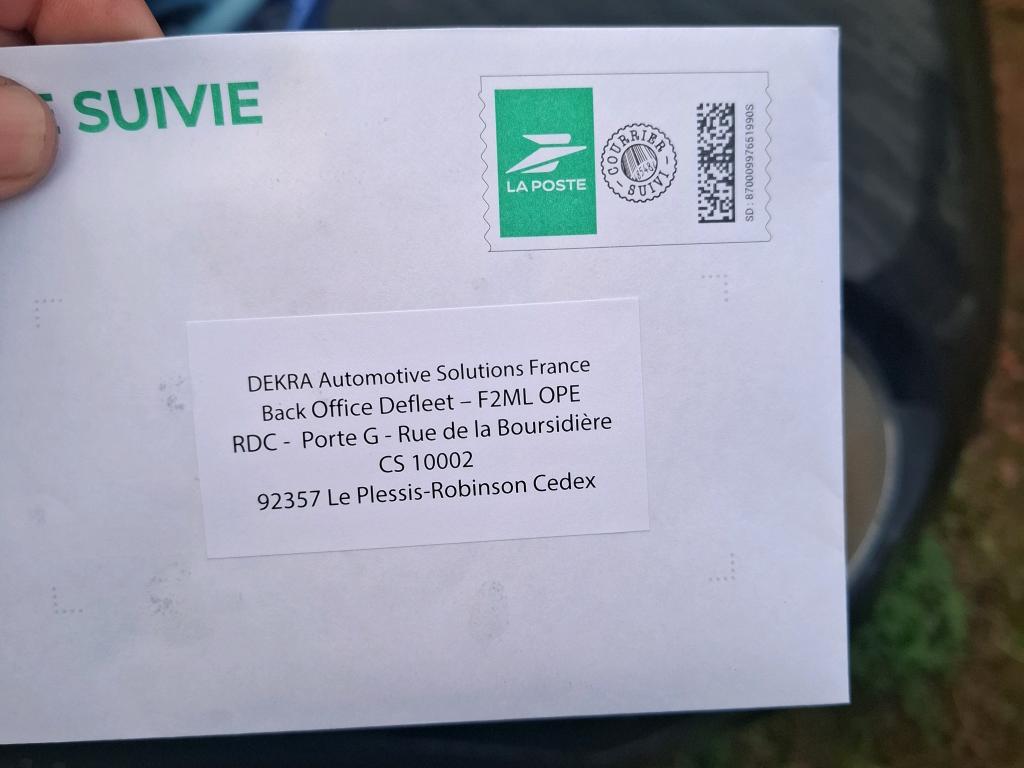 SUIVIE
LA POSTE
COURRIER
SUIVI
SD : 87000997651990S
DEKRA Automotive Solutions France
Back Office Defleet – F2ML OPE
RDC - Porte G - Rue de la Boursidière
CS 10002
92357 Le Plessis-Robinson Cedex